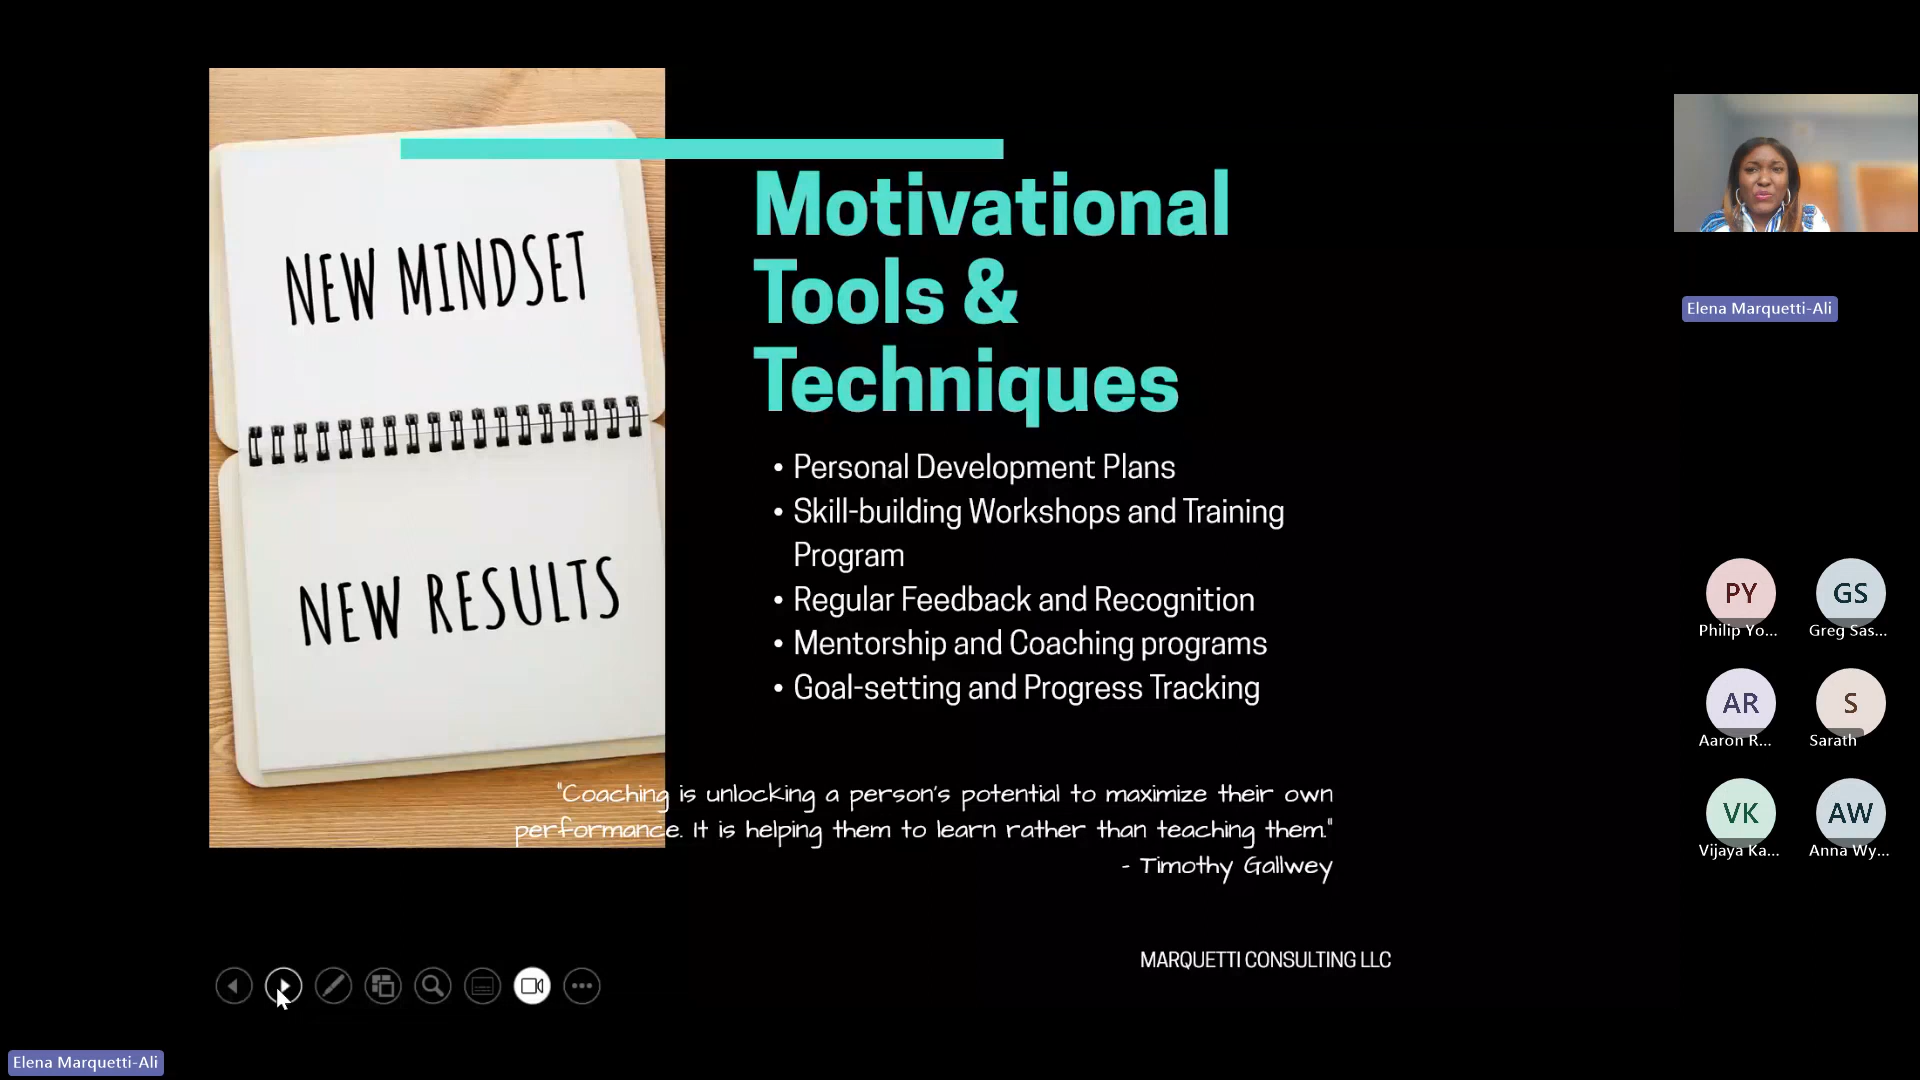 NEW MINDSET
NEW RESULTS
Motivational
Tools &
Techniques
• Personal Development Plans
• Skill-building Workshops and Training
Program
• Regular Feedback and Recognition
• Mentorship and Coaching programs
• Goal-setting and Progress Tracking
"Coaching is unlocking a person's potential to maximize their own
performance. It is helping them to learn rather than teaching them."
- Timothy Gallwey
MARQUETTI CONSULTING LLC
Elena Marquetti-Ali
Elena Marquetti-Ali
PY
GS
Philip Yo...
Greg Sas...
AR
S
Aaron R...
Sarath
VK
AW
Vijaya Ka...
Anna Wy...